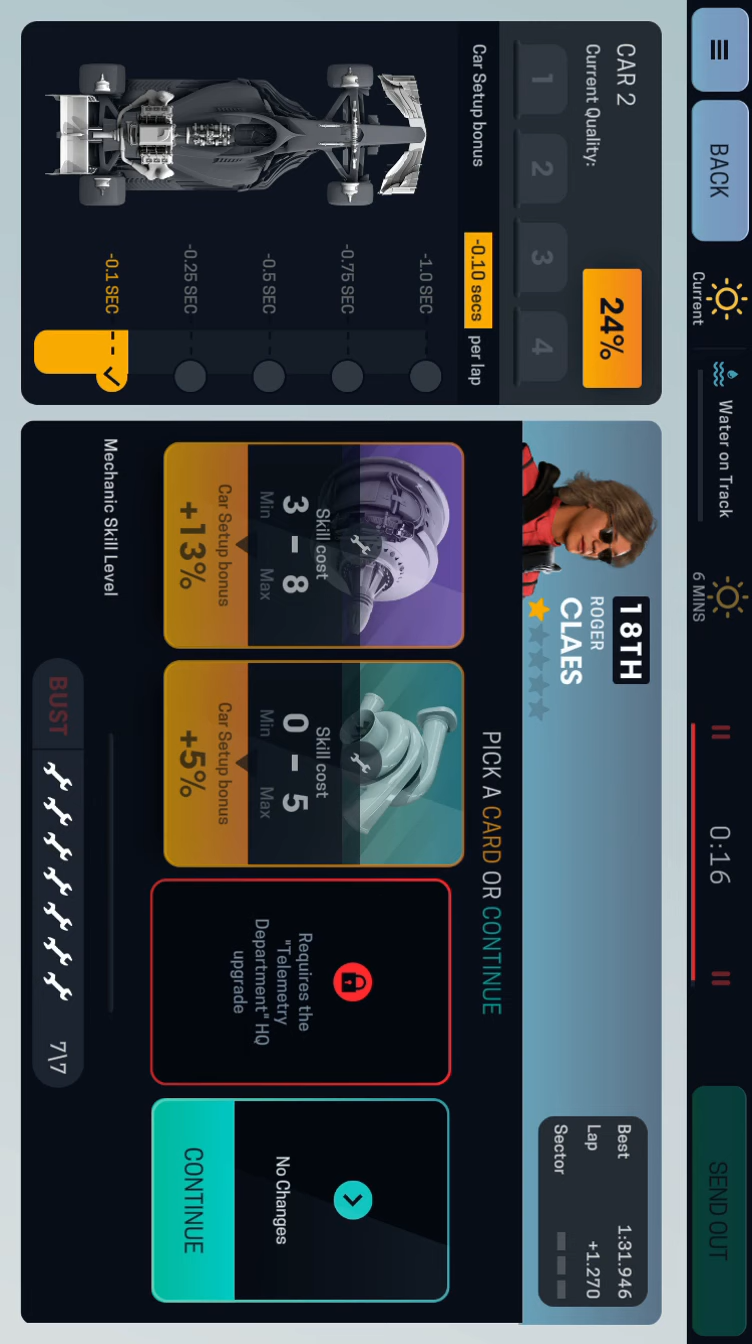 BACK
Current
Water on Track
6 MINS
0:16
SEND OUT
CAR 2
Current Quality:
24%
1
2
3
4
Car Setup bonus
-0.10 secs
per lap
-1.0 SEC
-0.75 SEC
-0.5 SEC
-0.25 SEC
-0.1 SEC
18TH
ROGER
CLAES
Best 1:31.946
Lap +1.270
Sector
PICK A CARD OR CONTINUE
Skill cost
3 - 8
Min Max
Car Setup bonus
+13%
Skill cost
0 - 5
Min Max
Car Setup bonus
+5%
Requires the
"Telemetry
Department" HQ
upgrade
No Changes
CONTINUE
Mechanic Skill Level
BUST
7\7